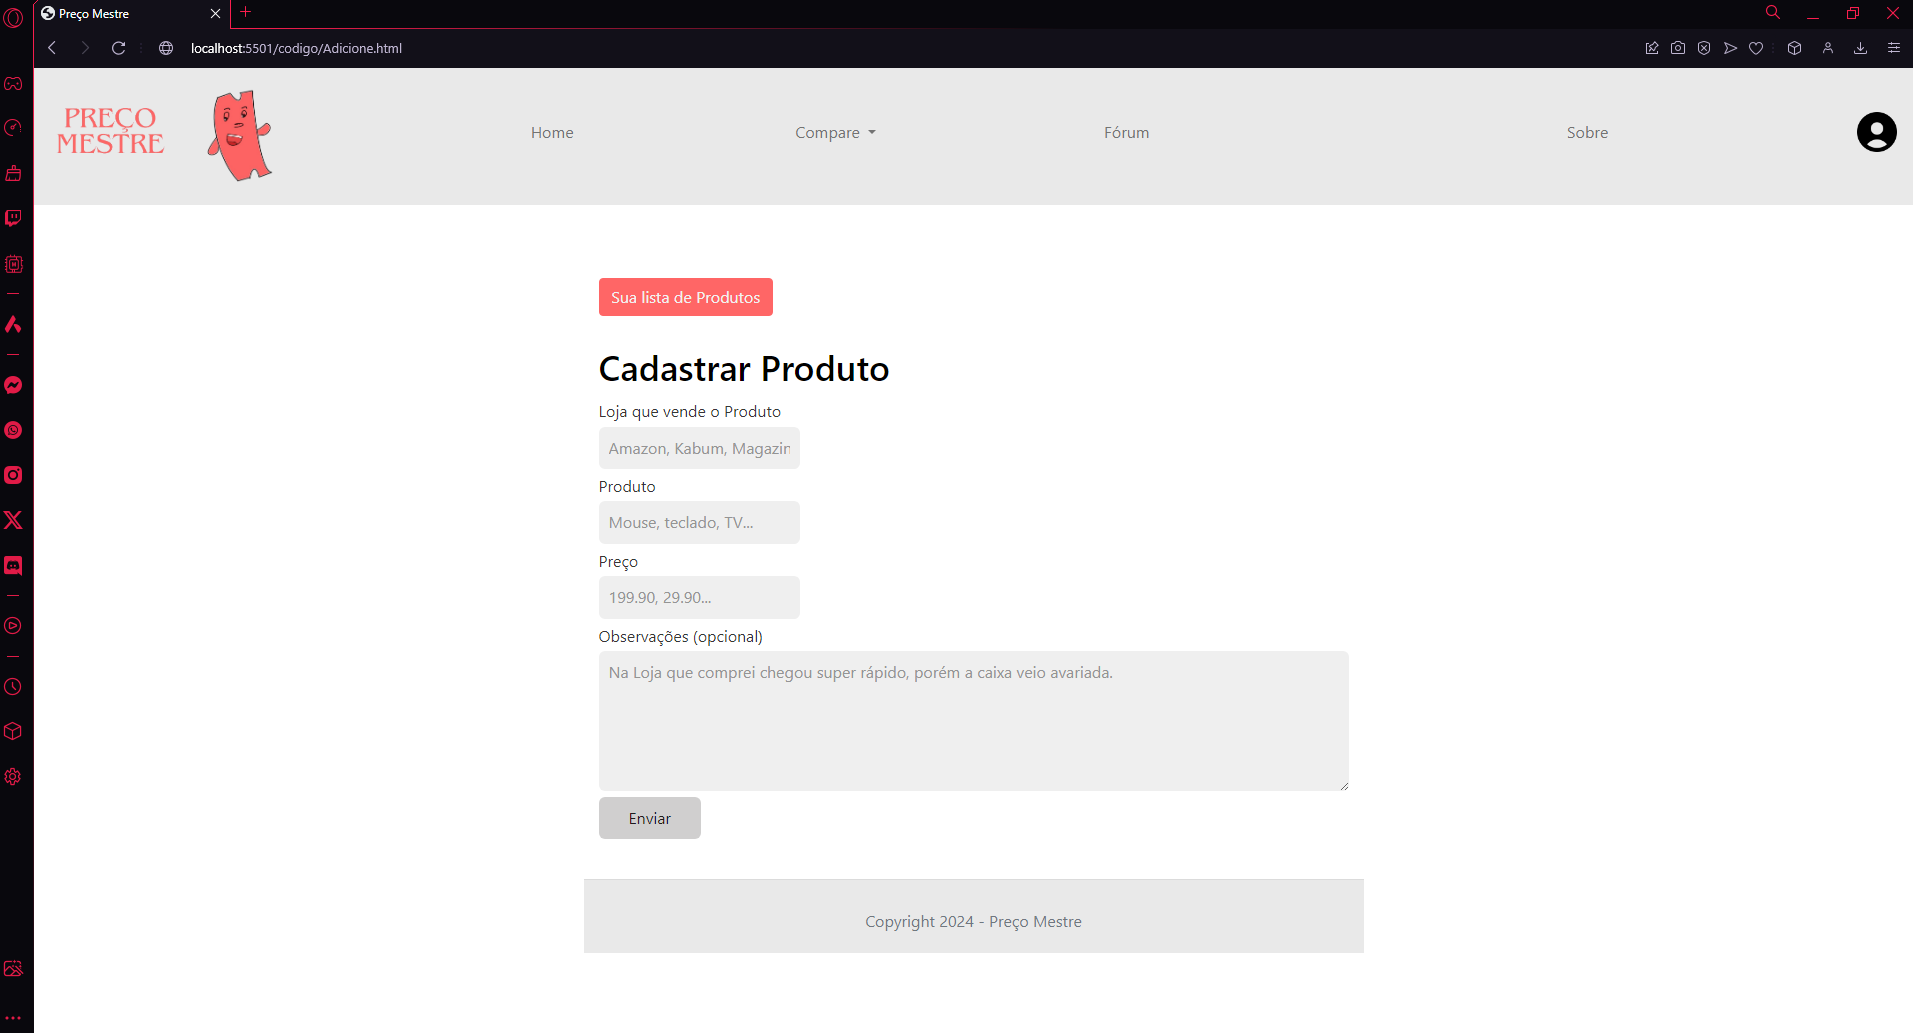 Preço Mestre
localhost:5501/codigo/Adicione.html
PREÇO
MESTRE
Home
Compare
Fórum
Sobre
Sua lista de Produtos
Cadastrar Produto
Loja que vende o Produto
Amazon, Kabum, Magazin
Produto
Mouse, teclado, TV...
Preço
199.90, 29.90...
Observações (opcional)
Na Loja que comprei chegou super rápido, porém a caixa veio avariada.
Enviar
Copyright 2024 - Preço Mestre